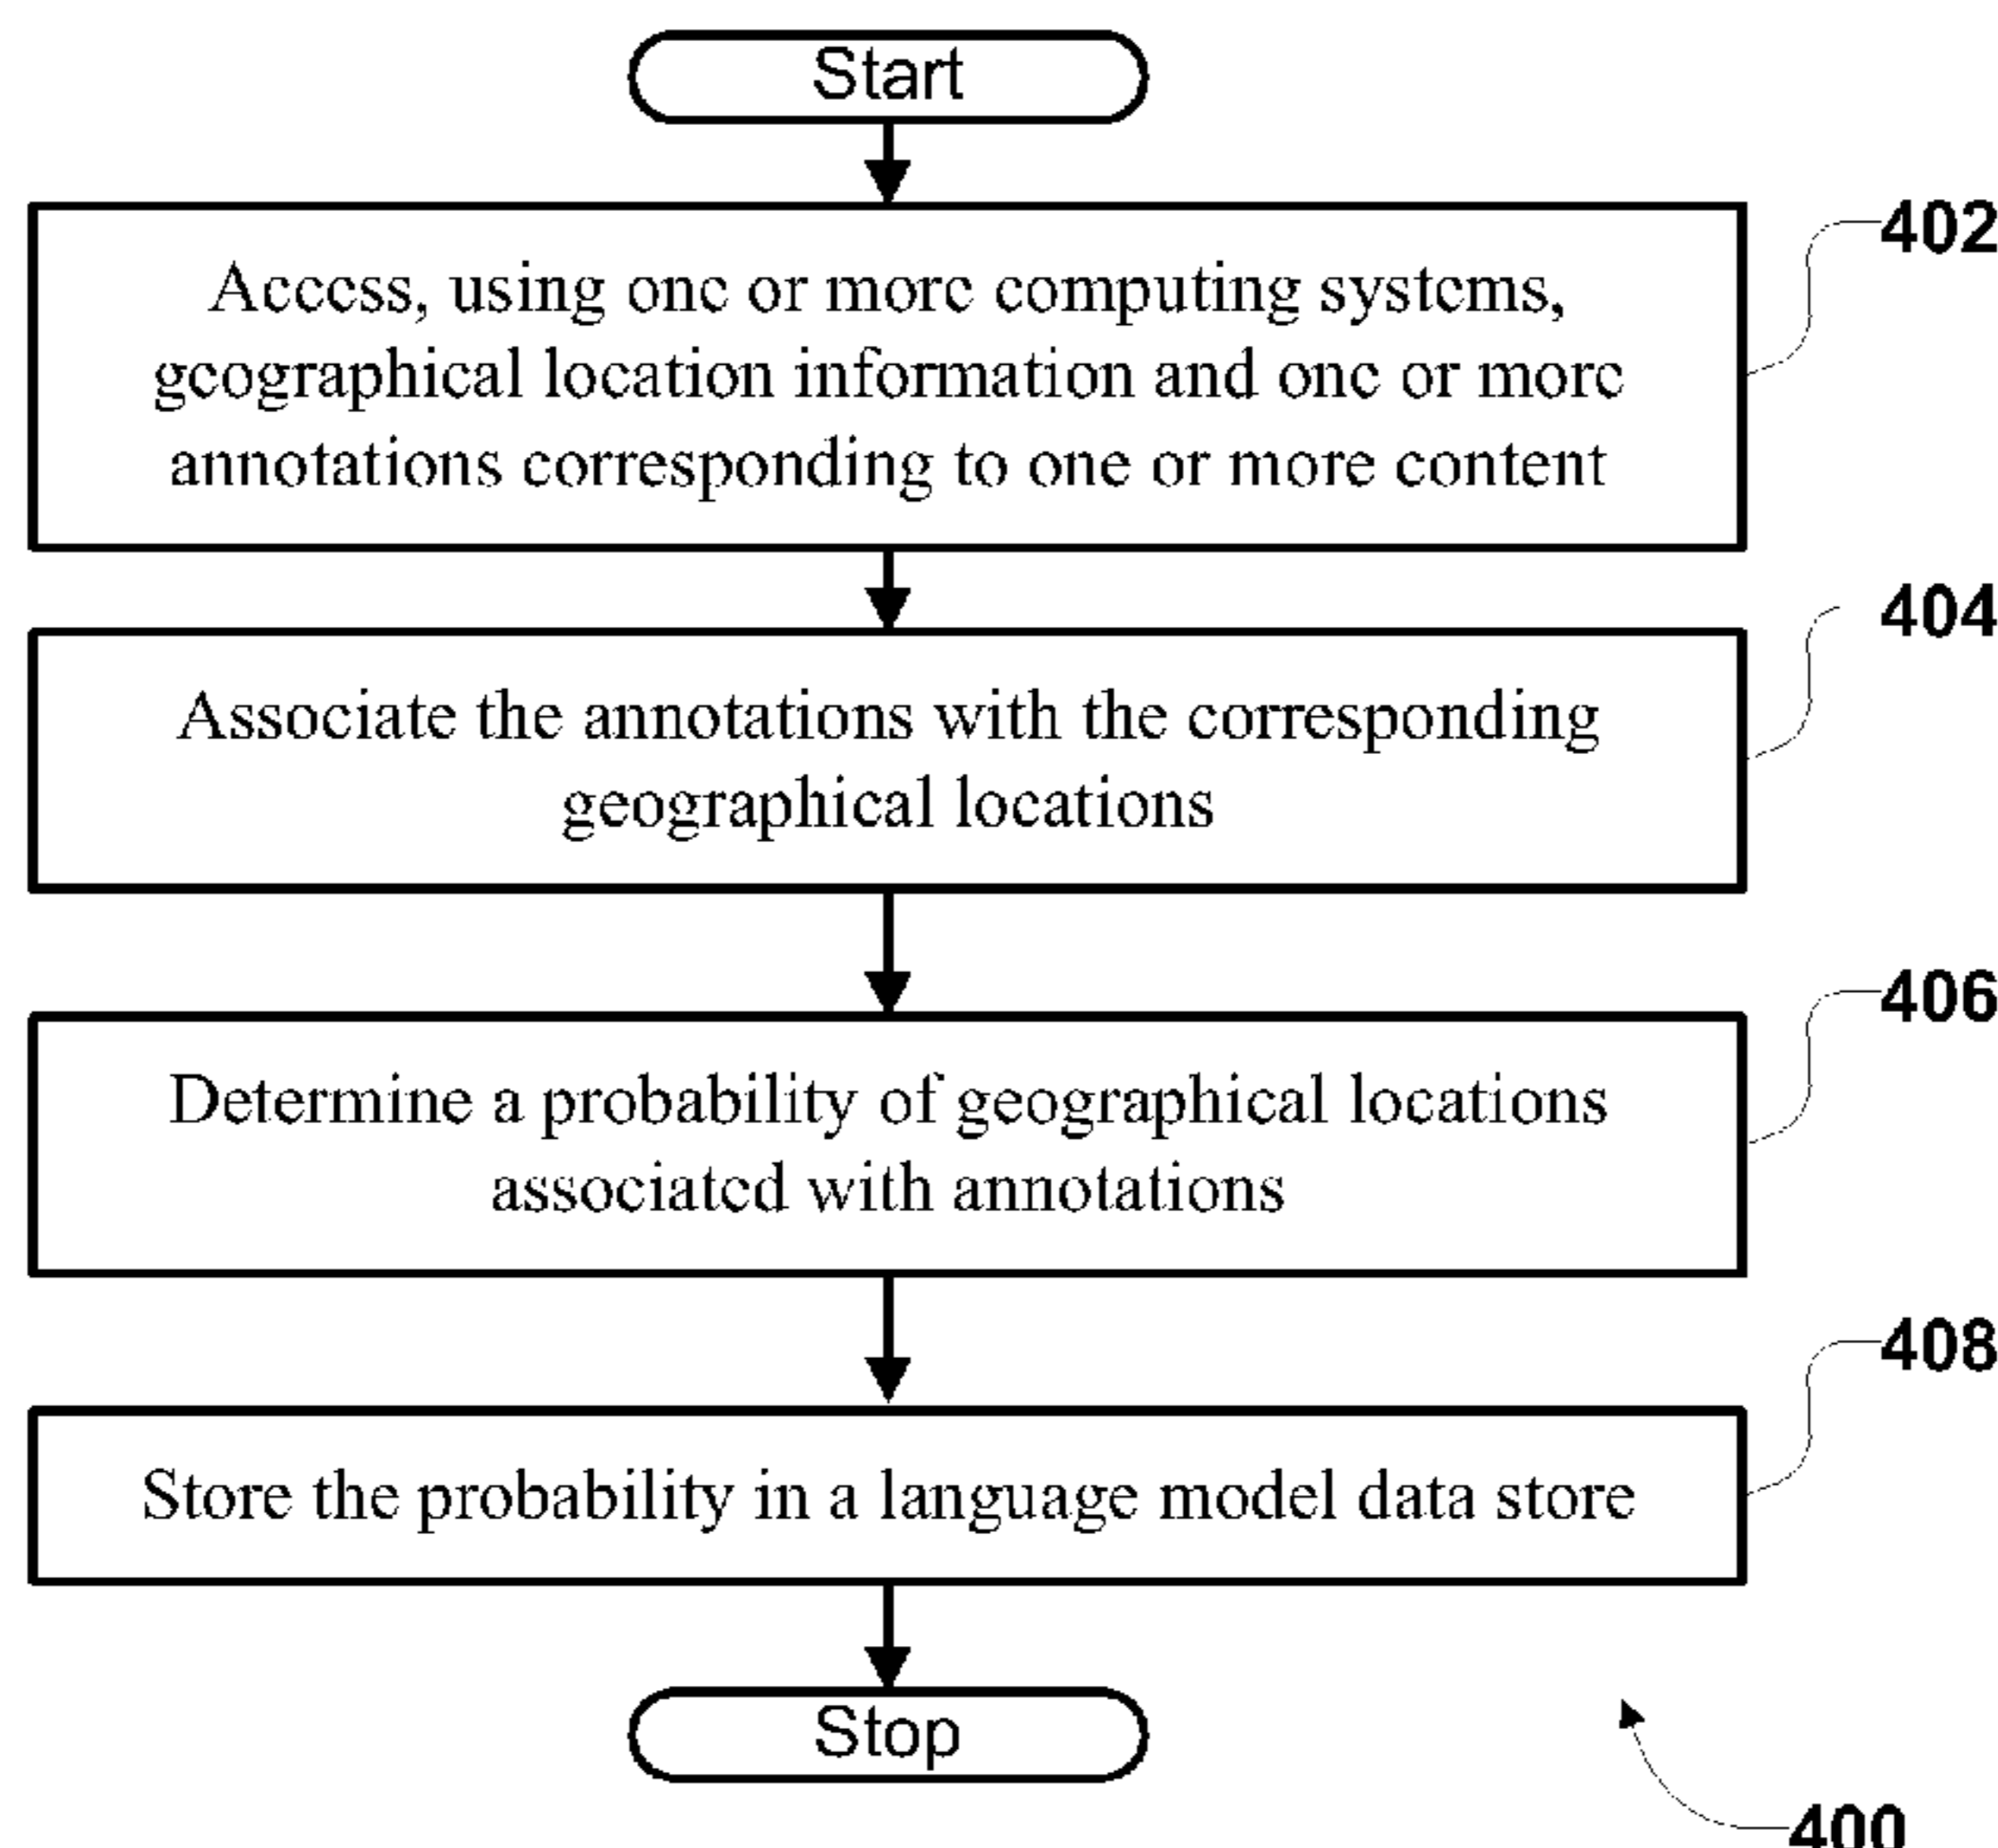 Start
402
Access, using one or more computing systems,
geographical location information and one or more
annotations corresponding to one or more content
404
Associate the annotations with the corresponding
geographical locations
406
Determine a probability of geographical locations
associated with annotations
408
Store the probability in a language model data store
Stop
400